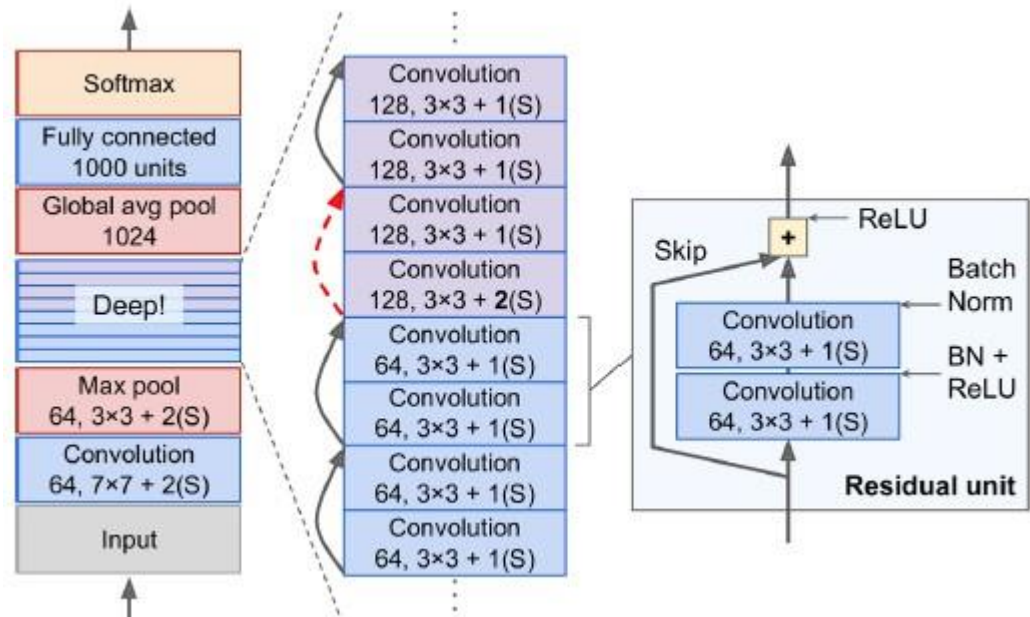 Softmax
Fully connected
1000 units
Global avg pool
1024
Deep!
Max pool
64, 3×3 + 2(S)
Convolution
64, 7×7 + 2(S)
Input
Convolution
128, 3×3 + 1(S)
Convolution
128, 3×3 + 1(S)
Convolution
128, 3×3 + 1(S)
Convolution
128, 3×3 + 2(S)
Convolution
64, 3×3 + 1(S)
Convolution
64, 3×3 + 1(S)
Convolution
64, 3×3 + 1(S)
Convolution
64, 3×3 + 1(S)
ReLU
+
Skip
Batch
Norm
Convolution
64, 3×3 + 1(S)
BN +
ReLU
Convolution
64, 3×3 + 1(S)
Residual unit